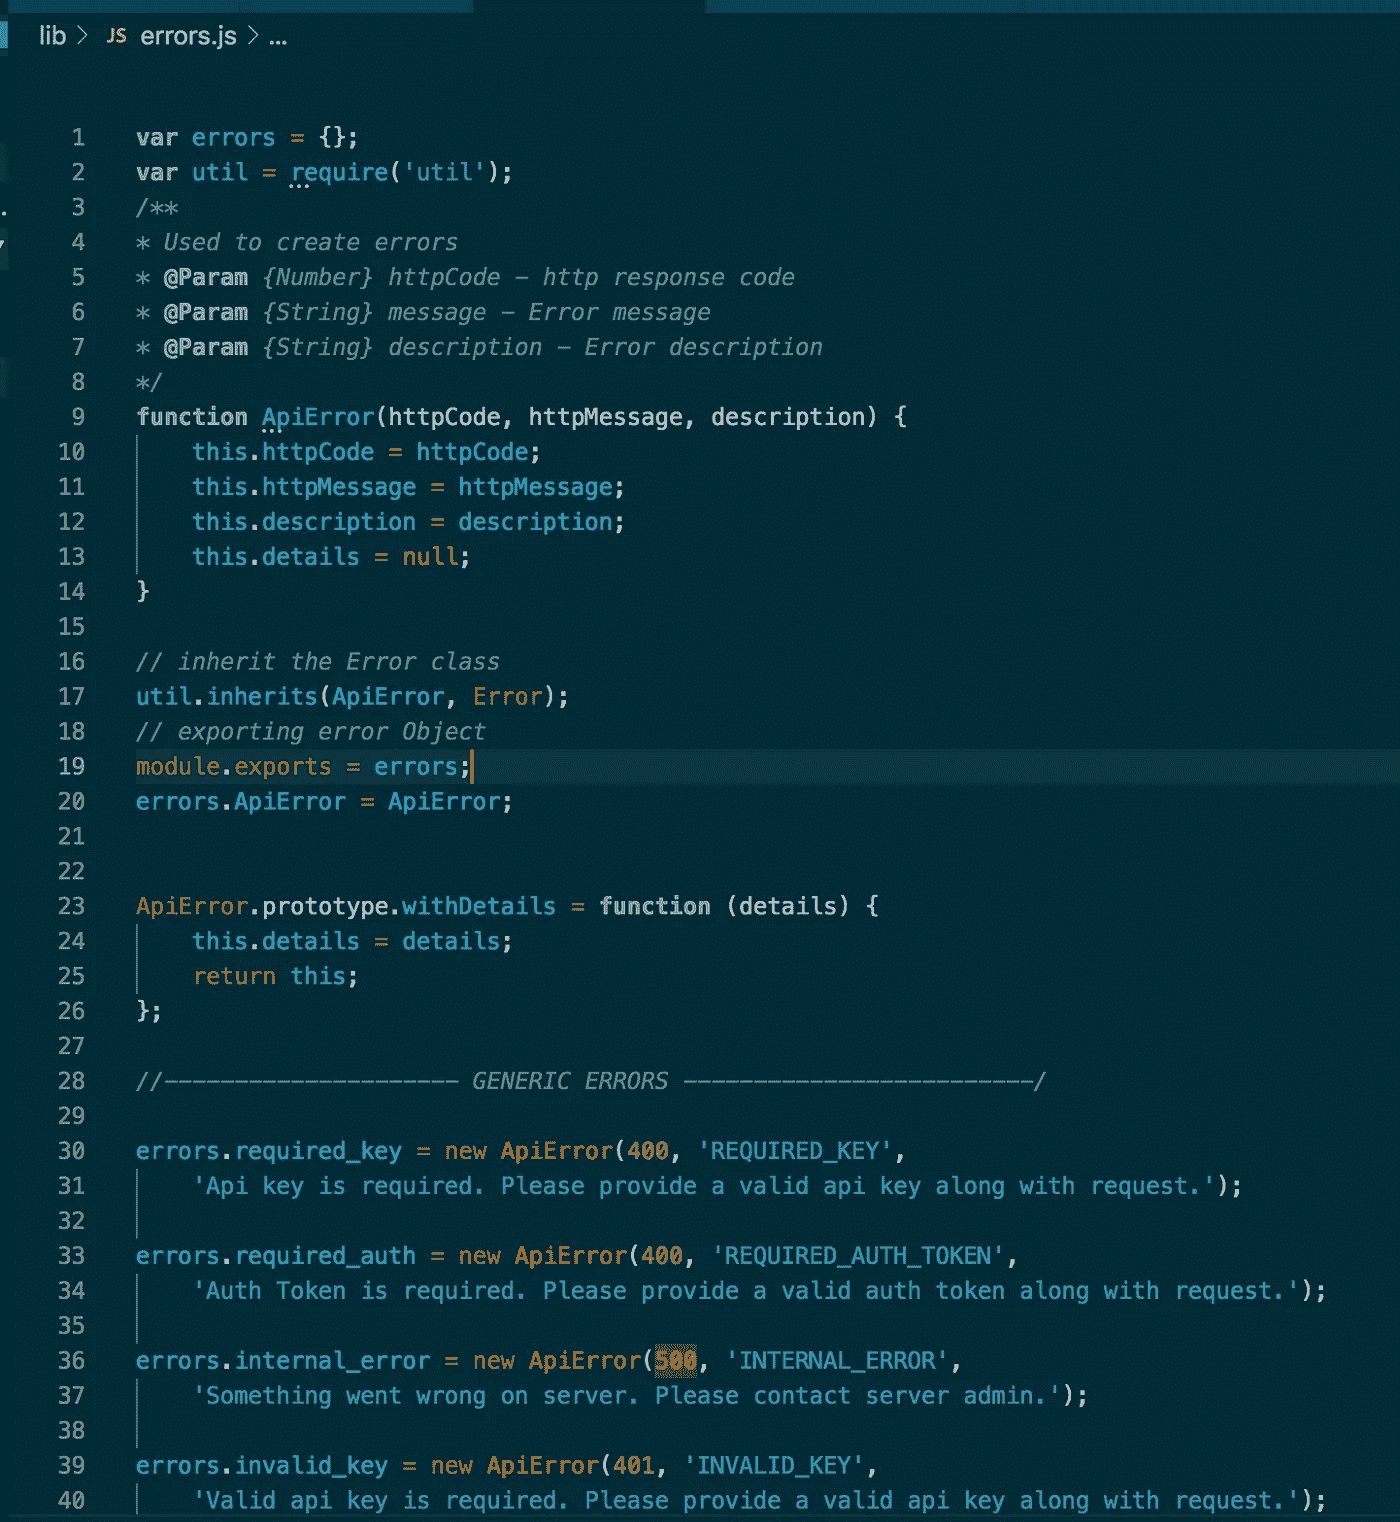 lib > JS errors.js > ...
1 var errors = {};
2 var util = require('util');
3 /**
4 * Used to create errors
5 * @Param {Number} httpCode - http response code
6 * @Param {String} message - Error message
7 * @Param {String} description - Error description
8 */
9 function ApiError(httpCode, httpMessage, description) {
10 this.httpCode = httpCode;
11 this.httpMessage = httpMessage;
12 this.description = description;
13 this.details = null;
14 }
15
16 // inherit the Error class
17 util.inherits(ApiError, Error);
18 // exporting error Object
19 module.exports = errors;
20 errors.ApiError = ApiError;
21
22
23 ApiError.prototype.withDetails = function (details) {
24 this.details = details;
25 return this;
26 };
27
28 //--------------------- GENERIC ERRORS -------------------------/
29
30 errors.required_key = new ApiError(400, 'REQUIRED_KEY',
31 'Api key is required. Please provide a valid api key along with request.');
32
33 errors.required_auth = new ApiError(400, 'REQUIRED_AUTH_TOKEN',
34 'Auth Token is required. Please provide a valid auth token along with request.');
35
36 errors.internal_error = new ApiError(500, 'INTERNAL_ERROR',
37 'Something went wrong on server. Please contact server admin.');
38
39 errors.invalid_key = new ApiError(401, 'INVALID_KEY',
40 'Valid api key is required. Please provide a valid api key along with request.');